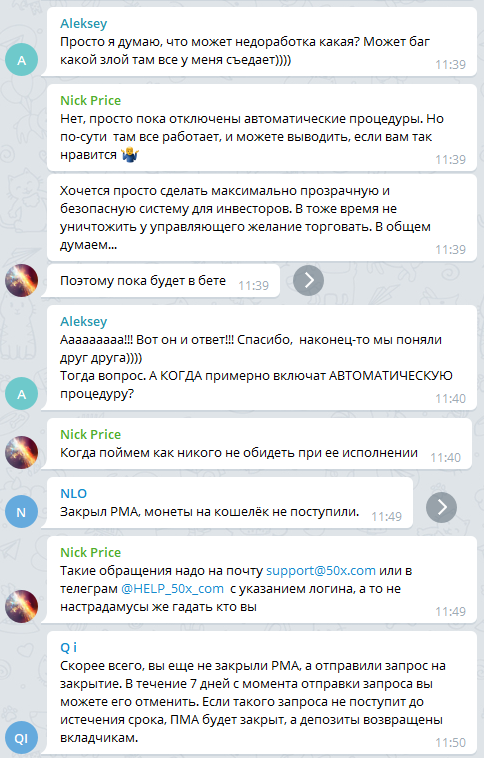 Aleksey
Просто я думаю, что может недоработка какая? Может баг
какой злой там все у меня съедает))))
11:39
Nick Price
Нет, просто пока отключены автоматические процедуры. Но
по-сути там все работает, и можете выводить, если вам так
нравится 🤷‍♂️
11:39
Хочется просто сделать максимально прозрачную и
безопасную систему для инвесторов. В тоже время не
уничтожить у управляющего желание торговать. В общем
думаем...
11:39
Поэтому пока будет в бете 11:39
Aleksey
Ааааааааа!!! Вот он и ответ!!! Спасибо, наконец-то мы поняли
друг друга))))
Тогда вопрос. А КОГДА примерно включат АВТОМАТИЧЕСКУЮ
процедуру?
11:40
A
Nick Price
Когда поймем как никого не обидеть при ее исполнении 11:40
NLO
Закрыл РМА, монеты на кошелёк не поступили. 11:49
N
Nick Price
Такие обращения надо на почту support@50x.com или в
телеграм @HELP_50x_com с указанием логина, а то не
настрадамусы же гадать кто вы
11:49
Q i
Скорее всего, вы еще не закрыли РМА, а отправили запрос на
закрытие. В течение 7 дней с момента отправки запроса вы
можете его отменить. Если такого запроса не поступит до
истечения срока, ПМА будет закрыт, а депозиты возвращены
вкладчикам.
11:50
QI
A